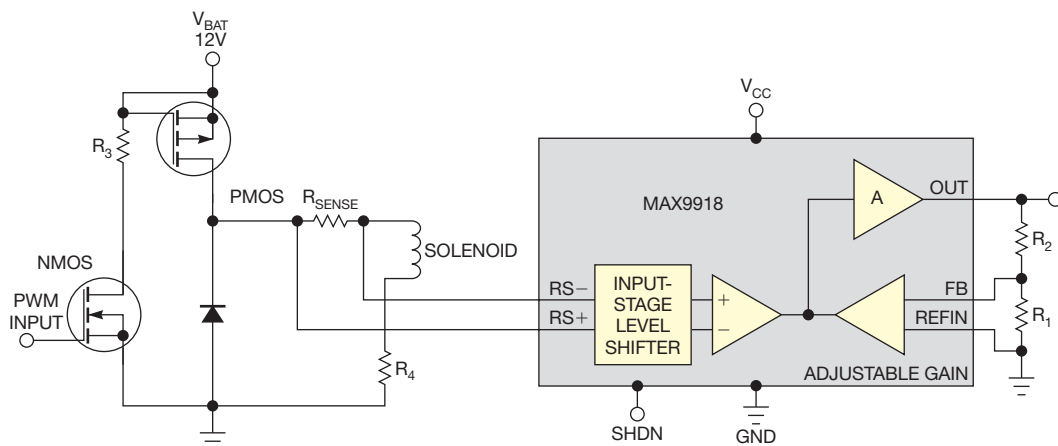 V_BAT
12V
R_3
PMOS
NMOS
PWM
INPUT
R_SENSE
SOLENOID
R_4
V_CC
MAX9918
A
OUT
R_2
RS−
RS+
INPUT-
STAGE
LEVEL
SHIFTER
+
−
FB
REFIN
R_1
ADJUSTABLE GAIN
SHDN
GND